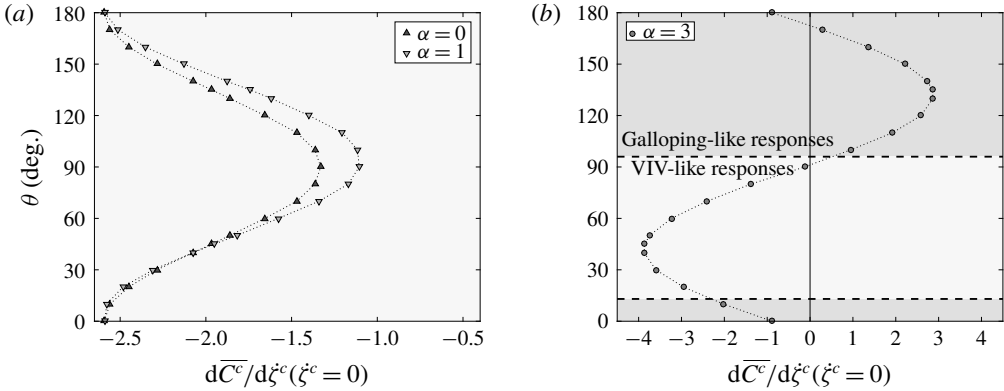 (a)
180
150
120
90
60
30
0
θ (deg.)
α = 0
α = 1
−2.5
−2.0
−1.5
−1.0
−0.5
dC̅ᶜ/dζ̇ᶜ(ζ̇ᶜ = 0)
(b)
180
150
120
90
60
30
0
α = 3
Galloping-like responses
VIV-like responses
−4
−3
−2
−1
0
1
2
3
4
dC̅ᶜ/dζ̇ᶜ(ζ̇ᶜ = 0)